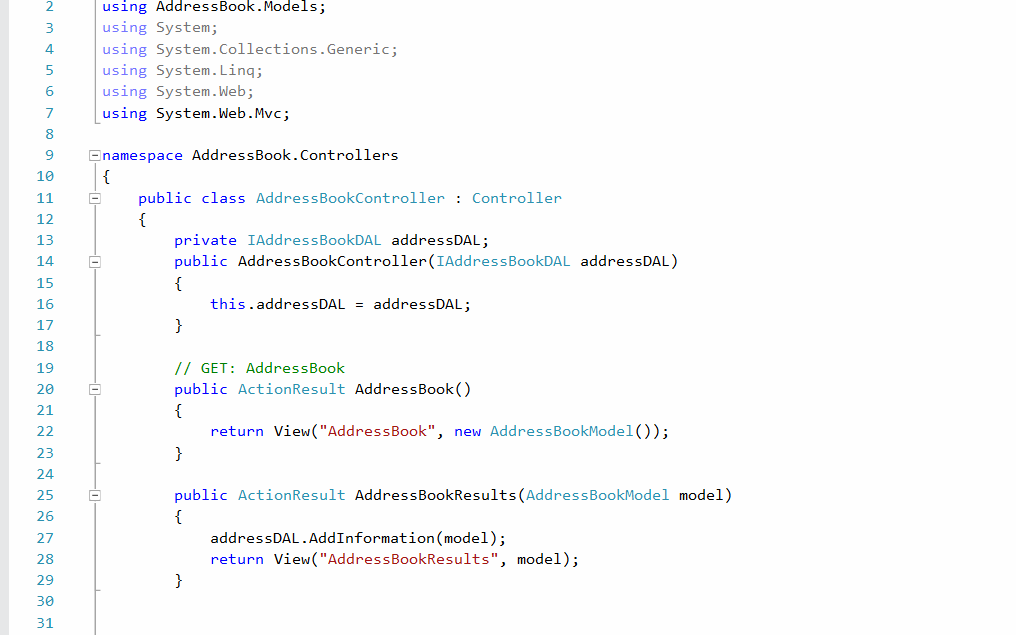 2 using AddressBook.Models;
3 using System;
4 using System.Collections.Generic;
5 using System.Linq;
6 using System.Web;
7 using System.Web.Mvc;
8
9 namespace AddressBook.Controllers
10 {
11 public class AddressBookController : Controller
12 {
13 private IAddressBookDAL addressDAL;
14 public AddressBookController(IAddressBookDAL addressDAL)
15 {
16 this.addressDAL = addressDAL;
17 }
18
19 // GET: AddressBook
20 public ActionResult AddressBook()
21 {
22 return View("AddressBook", new AddressBookModel());
23 }
24
25 public ActionResult AddressBookResults(AddressBookModel model)
26 {
27 addressDAL.AddInformation(model);
28 return View("AddressBookResults", model);
29 }
30
31